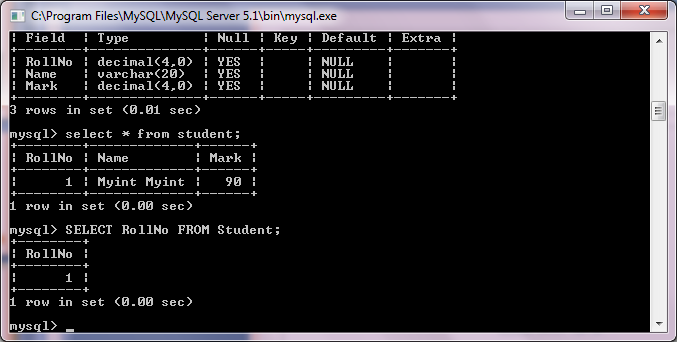 C:\Program Files\MySQL\MySQL Server 5.1\bin\mysql.exe
| Field  | Type         | Null | Key | Default | Extra |
+--------+--------------+------+-----+---------+-------+
| RollNo | decimal(4,0) | YES  |     | NULL    |       |
| Name   | varchar(20)  | YES  |     | NULL    |       |
| Mark   | decimal(4,0) | YES  |     | NULL    |       |
+--------+--------------+------+-----+---------+-------+
3 rows in set (0.01 sec)
mysql> select * from student;
+--------+-------------+------+
| RollNo | Name        | Mark |
+--------+-------------+------+
|      1 | Myint Myint |   90 |
+--------+-------------+------+
1 row in set (0.00 sec)
mysql> SELECT RollNo FROM Student;
+--------+
| RollNo |
+--------+
|      1 |
+--------+
1 row in set (0.00 sec)
mysql> _